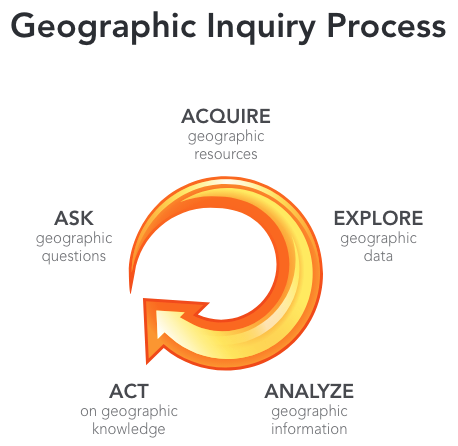 Geographic Inquiry Process
ACQUIRE
geographic
resources
ASK
geographic
questions
EXPLORE
geographic
data
ACT
on geographic
knowledge
ANALYZE
geographic
information